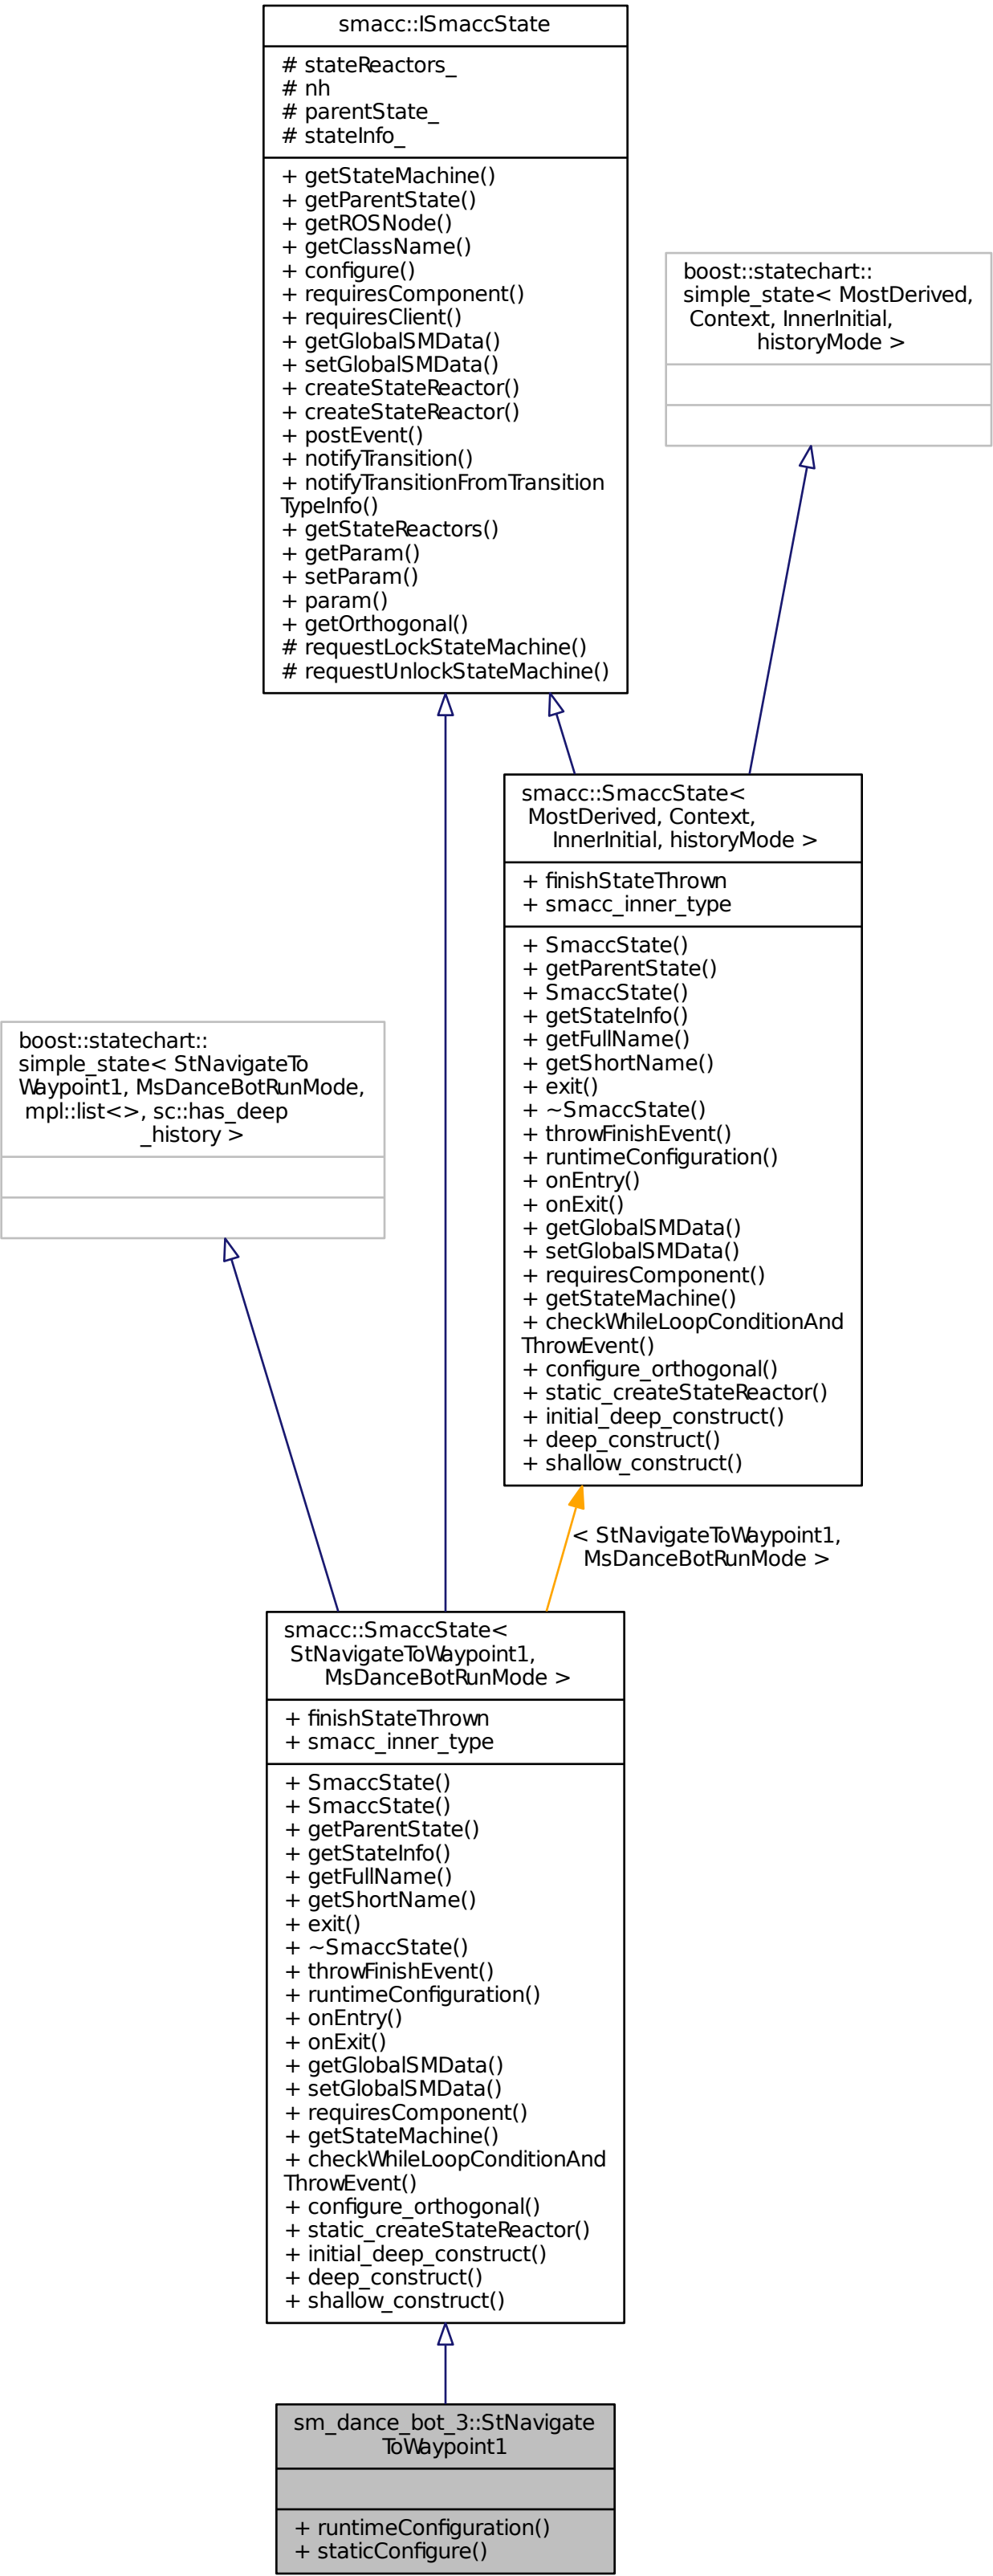 smacc::ISmaccState
# stateReactors_
# nh
# parentState_
# stateInfo_
+ getStateMachine()
+ getParentState()
+ getROSNode()
+ getClassName()
+ configure()
+ requiresComponent()
+ requiresClient()
+ getGlobalSMData()
+ setGlobalSMData()
+ createStateReactor()
+ createStateReactor()
+ postEvent()
+ notifyTransition()
+ notifyTransitionFromTransition
TypeInfo()
+ getStateReactors()
+ getParam()
+ setParam()
+ param()
+ getOrthogonal()
# requestLockStateMachine()
# requestUnlockStateMachine()
boost::statechart::
simple_state< MostDerived,
Context, InnerInitial,
historyMode >
smacc::SmaccState<
MostDerived, Context,
InnerInitial, historyMode >
+ finishStateThrown
+ smacc_inner_type
+ SmaccState()
+ getParentState()
+ SmaccState()
+ getStateInfo()
+ getFullName()
+ getShortName()
+ exit()
+ ~SmaccState()
+ throwFinishEvent()
+ runtimeConfiguration()
+ onEntry()
+ onExit()
+ getGlobalSMData()
+ setGlobalSMData()
+ requiresComponent()
+ getStateMachine()
+ checkWhileLoopConditionAnd
ThrowEvent()
+ configure_orthogonal()
+ static_createStateReactor()
+ initial_deep_construct()
+ deep_construct()
+ shallow_construct()
boost::statechart::
simple_state< StNavigateTo
Waypoint1, MsDanceBotRunMode,
mpl::list<>, sc::has_deep
_history >
< StNavigateToWaypoint1,
MsDanceBotRunMode >
smacc::SmaccState<
StNavigateToWaypoint1,
MsDanceBotRunMode >
+ finishStateThrown
+ smacc_inner_type
+ SmaccState()
+ SmaccState()
+ getParentState()
+ getStateInfo()
+ getFullName()
+ getShortName()
+ exit()
+ ~SmaccState()
+ throwFinishEvent()
+ runtimeConfiguration()
+ onEntry()
+ onExit()
+ getGlobalSMData()
+ setGlobalSMData()
+ requiresComponent()
+ getStateMachine()
+ checkWhileLoopConditionAnd
ThrowEvent()
+ configure_orthogonal()
+ static_createStateReactor()
+ initial_deep_construct()
+ deep_construct()
+ shallow_construct()
sm_dance_bot_3::StNavigate
ToWaypoint1
+ runtimeConfiguration()
+ staticConfigure()